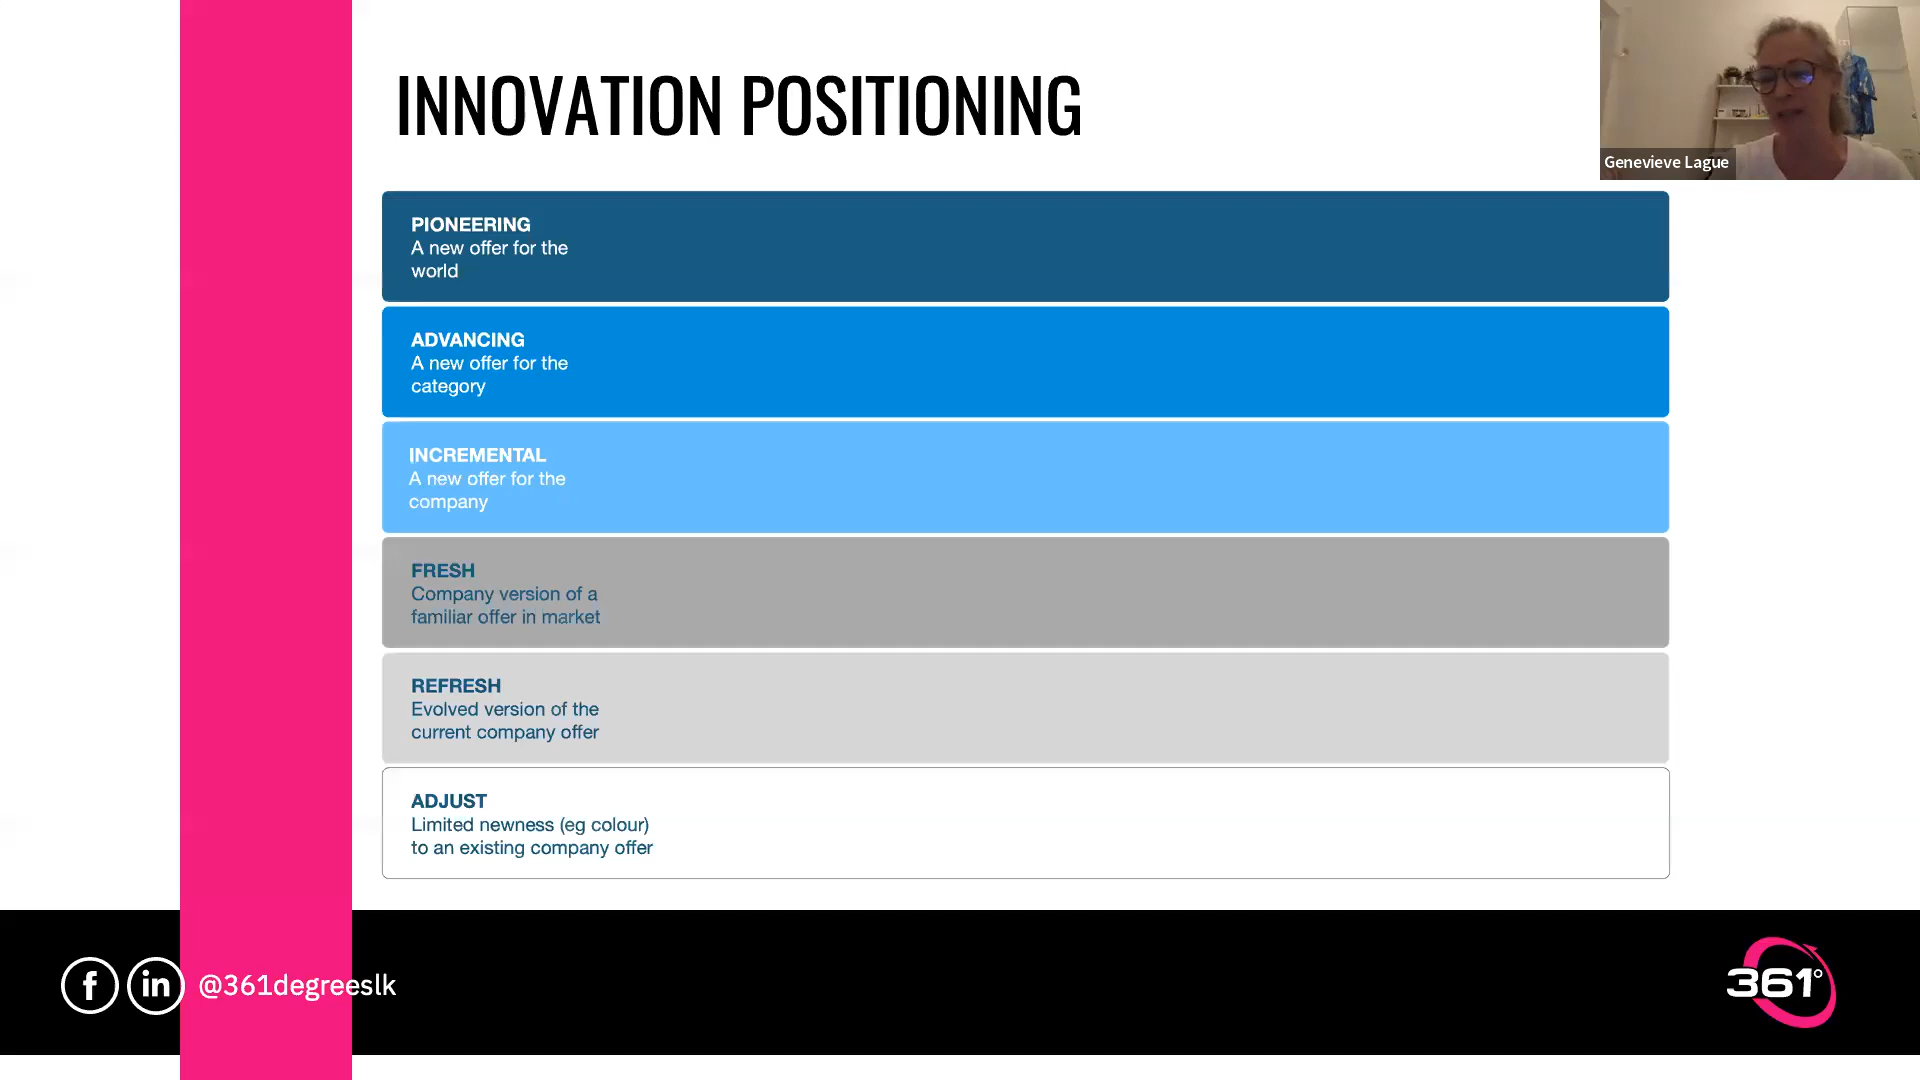 INNOVATION POSITIONING
Genevieve Lague
PIONEERING
A new offer for the
world
ADVANCING
A new offer for the
category
INCREMENTAL
A new offer for the
company
FRESH
Company version of a
familiar offer in market
REFRESH
Evolved version of the
current company offer
ADJUST
Limited newness (eg colour)
to an existing company offer
f in @361degreeslk
361°